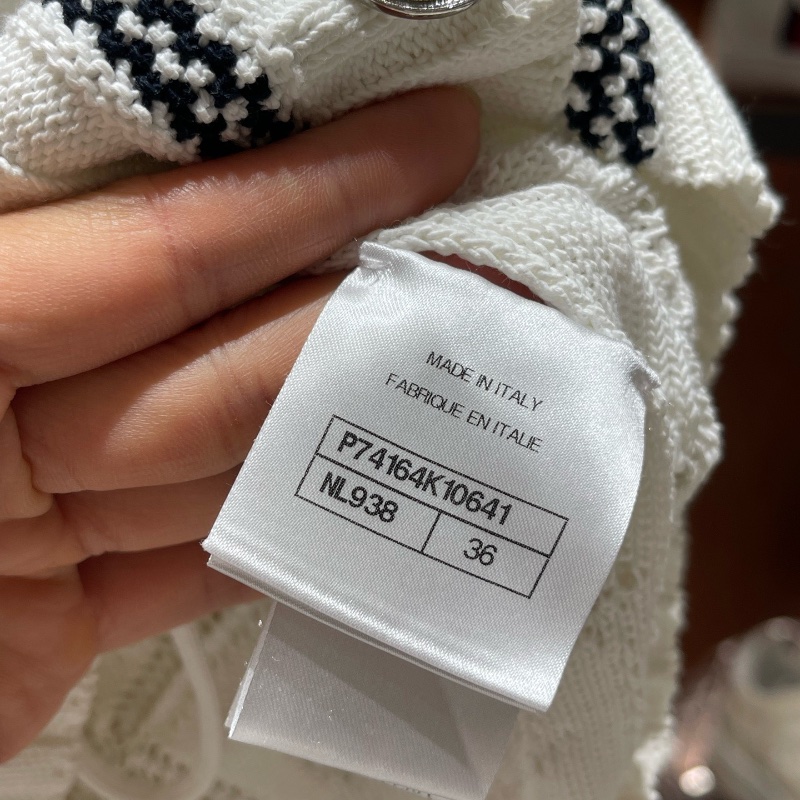 MADE IN ITALY
FABRIQUE EN ITALIE
P74164K10641
NL938 36